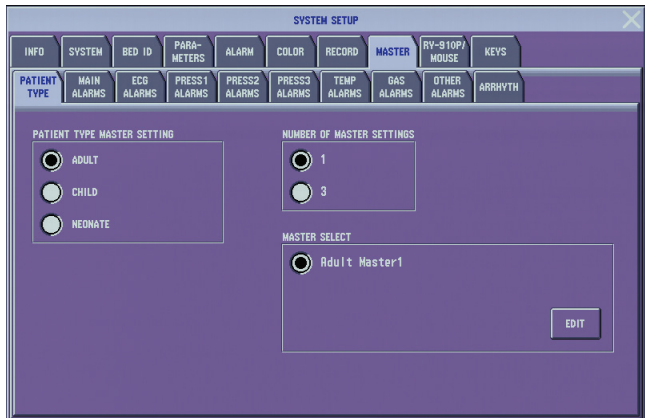 SYSTEM SETUP
INFO SYSTEM BED ID PARA- METERS ALARM COLOR RECORD MASTER RY-910P/ MOUSE KEYS
PATIENT TYPE MAIN ALARMS ECG ALARMS PRESS1 ALARMS PRESS2 ALARMS PRESS3 ALARMS TEMP ALARMS GAS ALARMS OTHER ALARMS ARRHYTH
PATIENT TYPE MASTER SETTING
ADULT
CHILD
NEONATE
NUMBER OF MASTER SETTINGS
1
3
MASTER SELECT
Adult Master1
EDIT